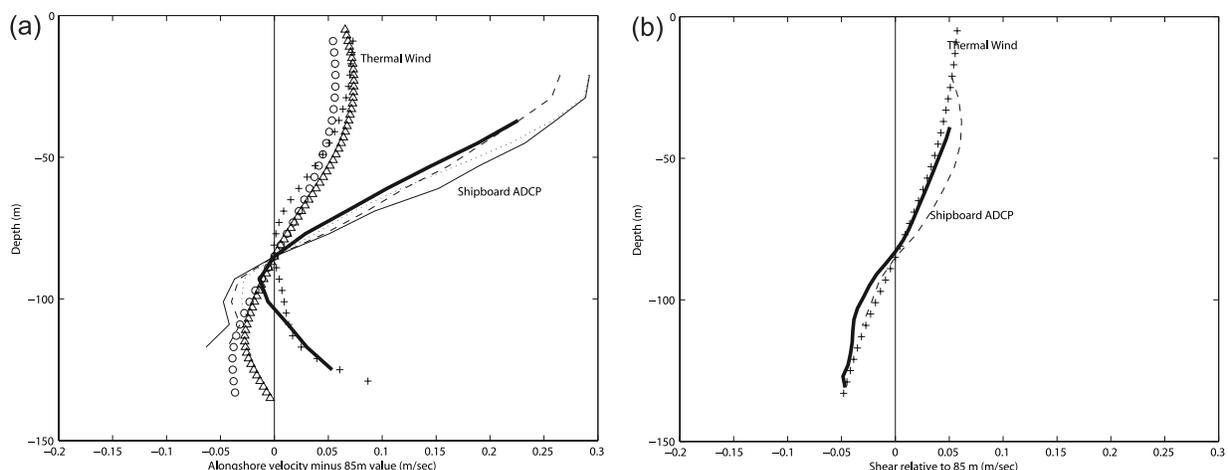 (a)
0
−50
−100
−150
Depth (m)
Thermal Wind
Shipboard ADCP
−0.2 −0.15 −0.1 −0.05 0 0.05 0.1 0.15 0.2 0.25 0.3
Alongshore velocity minus 85m value (m/sec)
(b)
0
−50
−100
−150
Depth (m)
Thermal Wind
Shipboard ADCP
−0.2 −0.15 −0.1 −0.05 0 0.05 0.1 0.15 0.2 0.25 0.3
Shear relative to 85 m (m/sec)